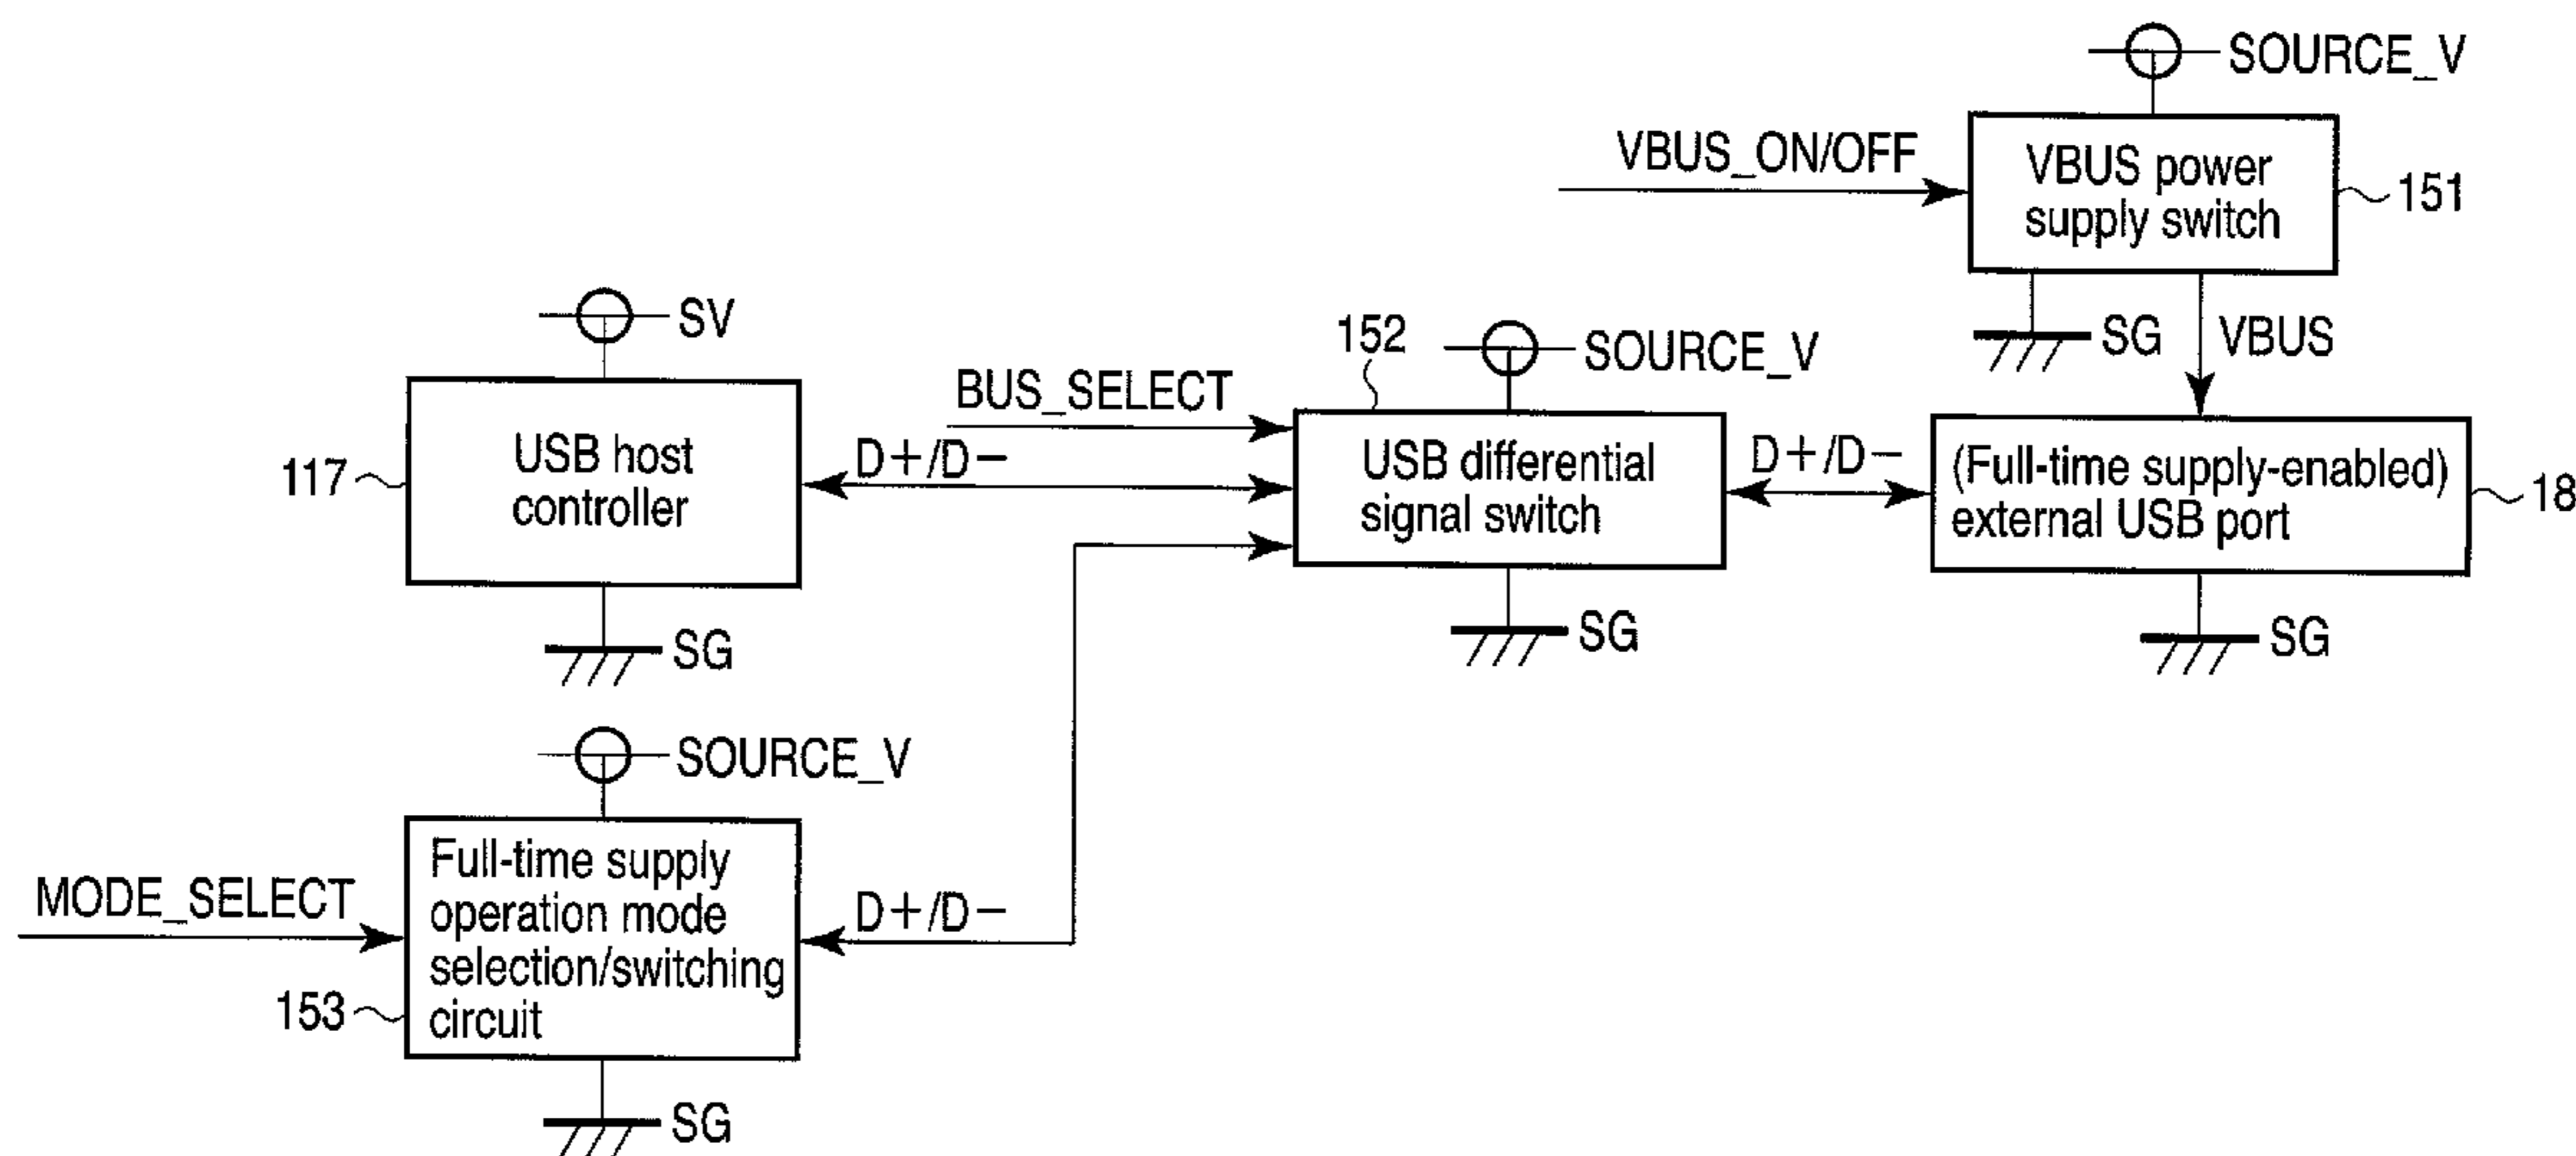 SOURCE_V
VBUS_ON/OFF
VBUS power
supply switch
151
SG
VBUS
SV
152
SOURCE_V
BUS_SELECT
117
USB host
controller
D+/D-
USB differential
signal switch
D+/D-
(Full-time supply-enabled)
external USB port
18
SG
SG
SG
SOURCE_V
MODE_SELECT
Full-time supply
operation mode
selection/switching
circuit
D+/D-
153
SG